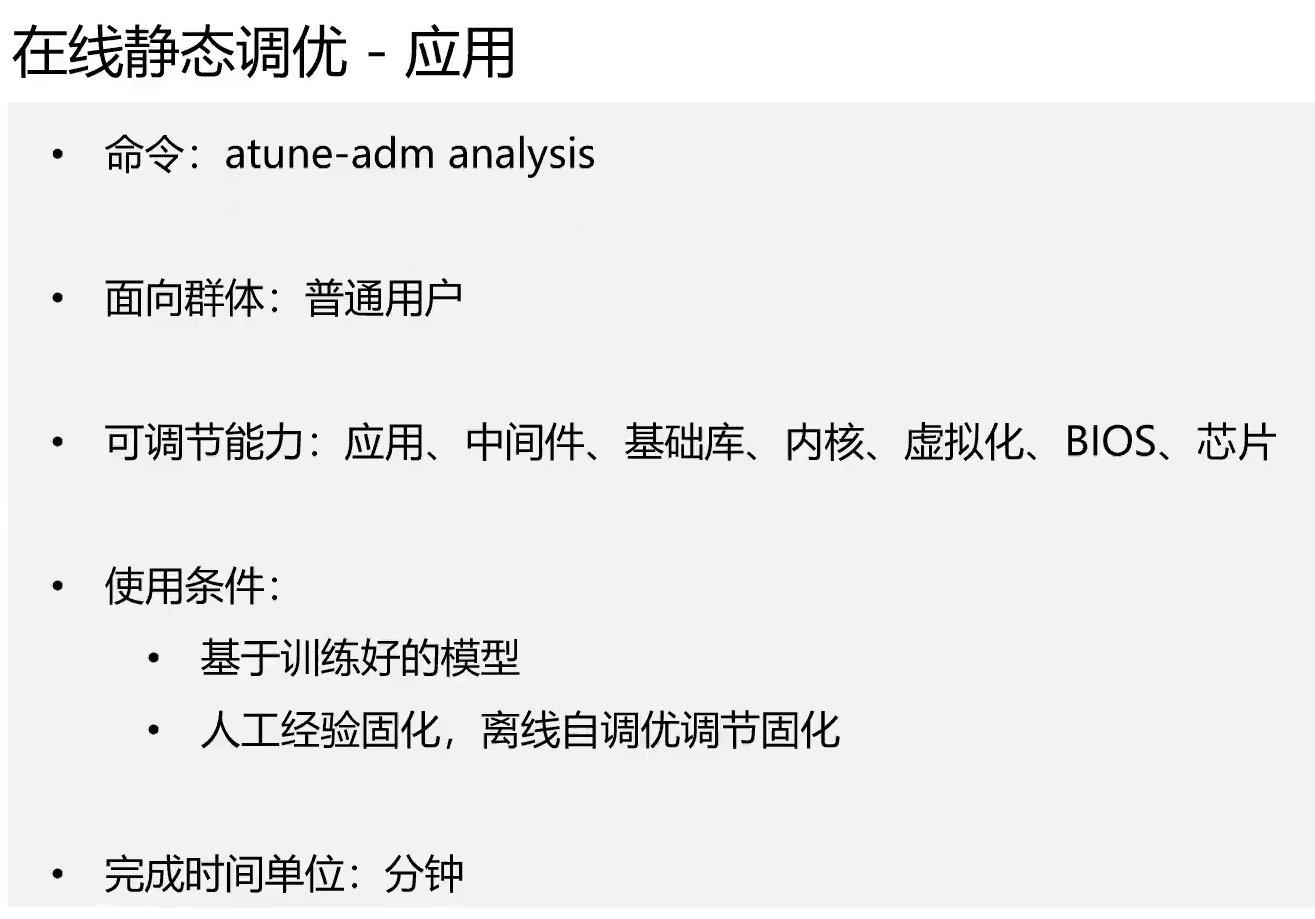 在线静态调优 - 应用
• 命令：atune-adm analysis
• 面向群体：普通用户
• 可调节能力：应用、中间件、基础库、内核、虚拟化、BIOS、芯片
• 使用条件：
• 基于训练好的模型
• 人工经验固化，离线自调优调节固化
• 完成时间单位：分钟